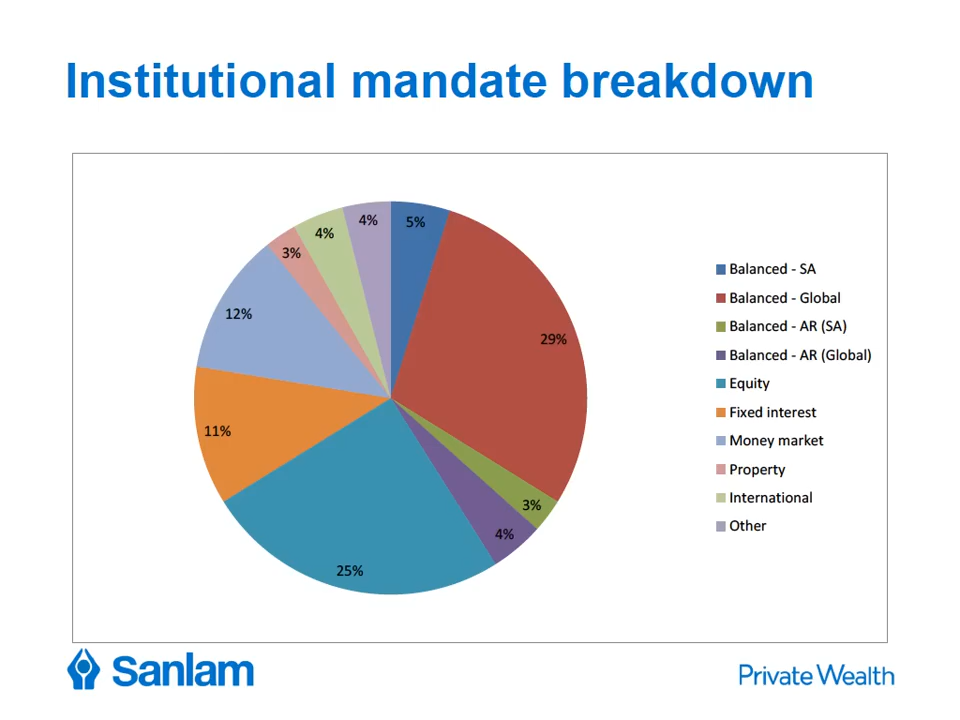 Institutional mandate breakdown
4%
5%
4%
3%
12%
29%
11%
3%
4%
25%
Balanced - SA
Balanced - Global
Balanced - AR (SA)
Balanced - AR (Global)
Equity
Fixed interest
Money market
Property
International
Other
Sanlam
Private Wealth